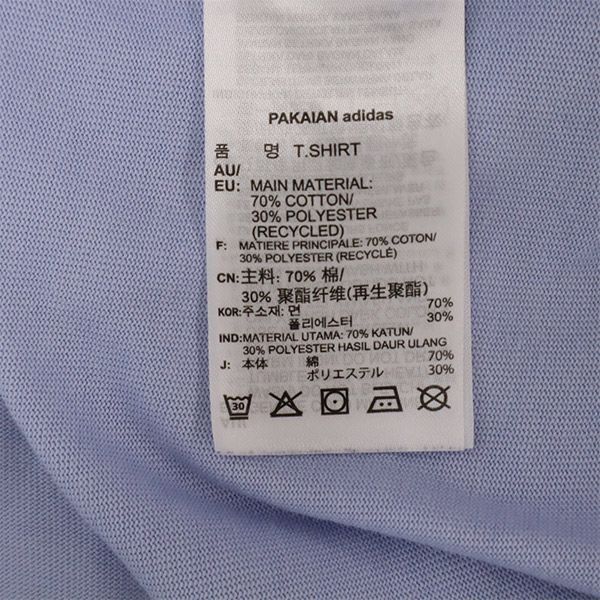 PAKAIAN adidas
品 명 T.SHIRT
AU/
EU: MAIN MATERIAL:
70% COTTON/
30% POLYESTER
(RECYCLED)
F: MATIERE PRINCIPALE: 70% COTON/
30% POLYESTER (RECYCLÉ)
CN: 主料: 70% 棉/
30% 聚酯纤维(再生聚酯)
KOR: 주소재: 면 70%
폴리에스터 30%
IND: MATERIAL UTAMA: 70% KATUN/
30% POLYESTER HASIL DAUR ULANG
J: 本体 綿 70%
ポリエステル 30%
30